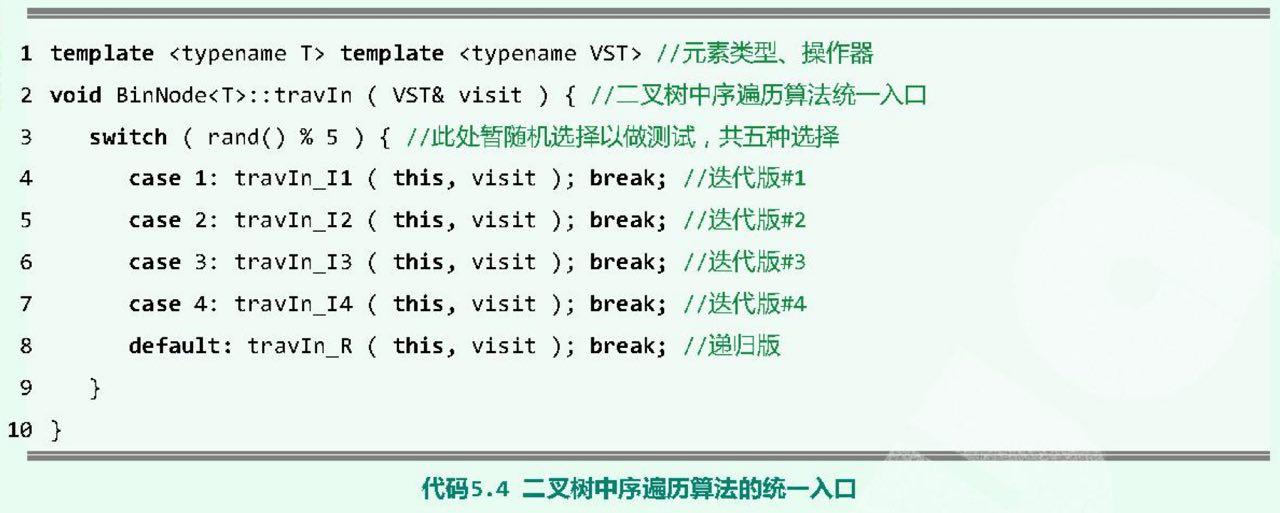 1 template <typename T> template <typename VST> //元素类型、操作器
2 void BinNode<T>::travIn ( VST& visit ) { //二叉树中序遍历算法统一入口
3 switch ( rand() % 5 ) { //此处暂随机选择以做测试，共五种选择
4 case 1: travIn_I1 ( this, visit ); break; //迭代版#1
5 case 2: travIn_I2 ( this, visit ); break; //迭代版#2
6 case 3: travIn_I3 ( this, visit ); break; //迭代版#3
7 case 4: travIn_I4 ( this, visit ); break; //迭代版#4
8 default: travIn_R ( this, visit ); break; //递归版
9 }
10 }
代码5.4 二叉树中序遍历算法的统一入口